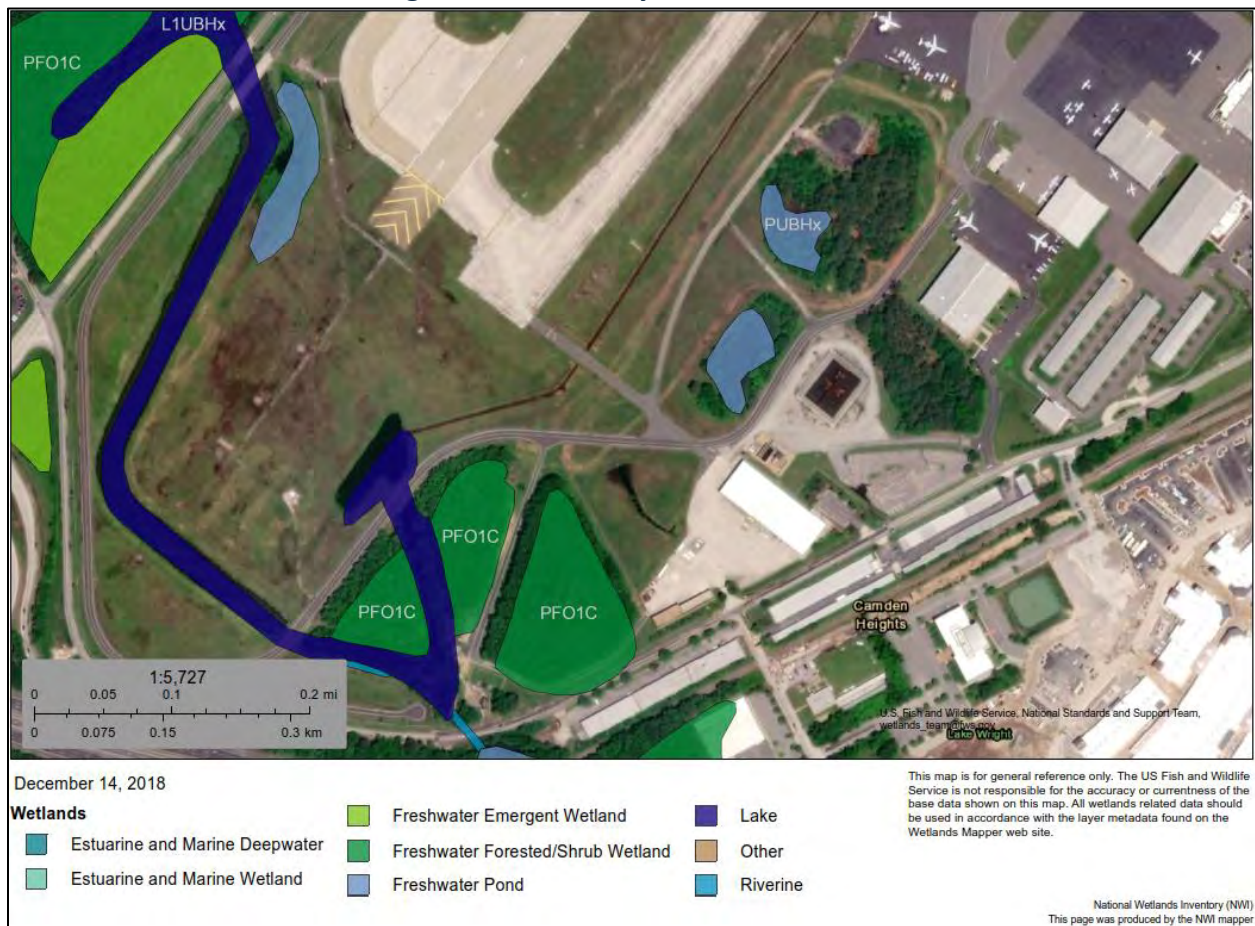 L1UBHx
PFO1C
PUBHx
PFO1C
PFO1C
PFO1C
Camden
Heights
1:5,727
0 0.05 0.1 0.2 mi
0 0.075 0.15 0.3 km
U.S. Fish and Wildlife Service, National Standards and Support Team,
wetlands_team@fws.gov
Lake Wright
December 14, 2018
This map is for general reference only. The US Fish and Wildlife
Service is not responsible for the accuracy or currentness of the
base data shown on this map. All wetlands related data should
be used in accordance with the layer metadata found on the
Wetlands Mapper web site.
Wetlands
Estuarine and Marine Deepwater
Estuarine and Marine Wetland
Freshwater Emergent Wetland
Freshwater Forested/Shrub Wetland
Freshwater Pond
Lake
Other
Riverine
National Wetlands Inventory (NWI)
This page was produced by the NWI mapper